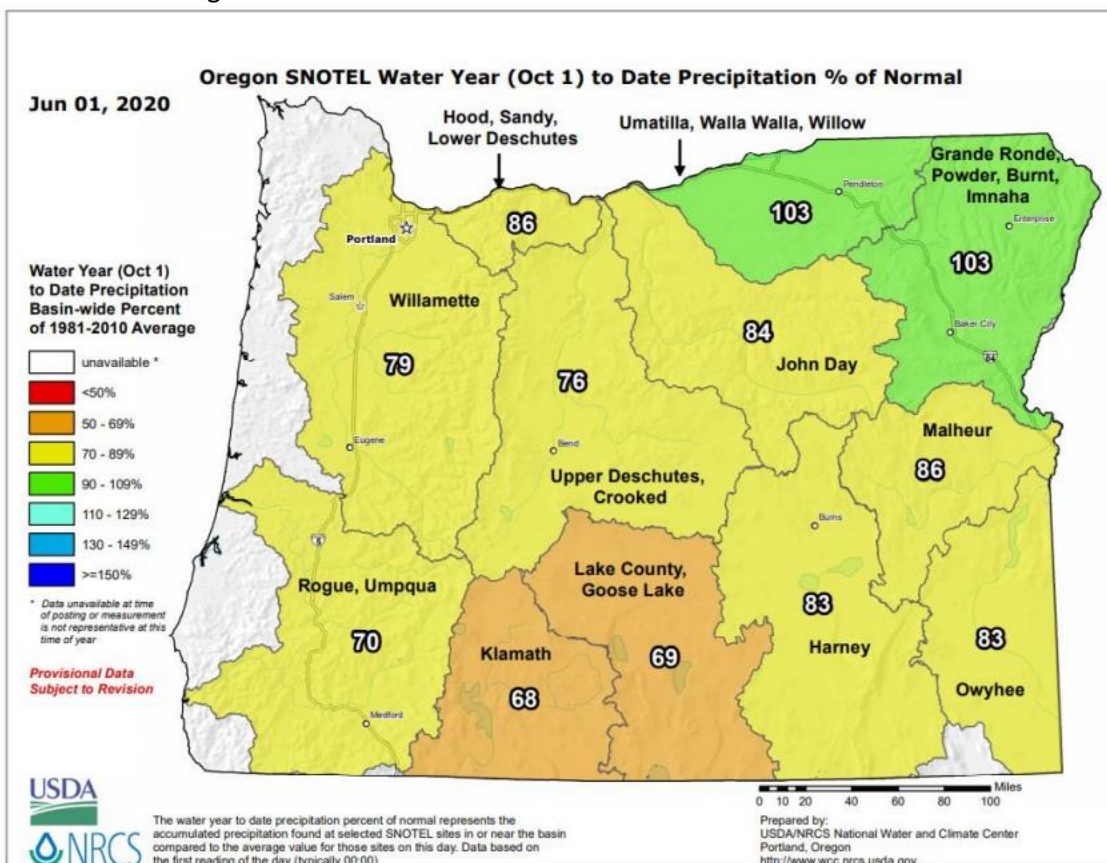 Oregon SNOTEL Water Year (Oct 1) to Date Precipitation % of Normal
Jun 01, 2020
Hood, Sandy,
Lower Deschutes
Umatilla, Walla Walla, Willow
Grande Ronde,
Powder, Burnt,
Imnaha
Pendleton
Enterprise
103
103
86
Portland
Salem
Willamette
79
Eugene
76
Bend
Upper Deschutes,
Crooked
84
John Day
Baker City
84
Malheur
86
Burns
Water Year (Oct 1)
to Date Precipitation
Basin-wide Percent
of 1981-2010 Average
unavailable *
<50%
50 - 69%
70 - 89%
90 - 109%
110 - 129%
130 - 149%
>=150%
* Data unavailable at time
of posting or measurement
is not representative at this
time of year
Provisional Data
Subject to Revision
5
Rogue, Umpqua
70
Medford
Klamath
68
Lake County,
Goose Lake
69
83
Harney
83
Owyhee
USDA
NRCS
The water year to date precipitation percent of normal represents the
accumulated precipitation found at selected SNOTEL sites in or near the basin
compared to the average value for those sites on this day. Data based on
the first reading of the day (typically 00:00)
Miles
0 10 20 40 60 80 100
Prepared by:
USDA/NRCS National Water and Climate Center
Portland, Oregon
http://www.wcc.nrcs.usda.gov